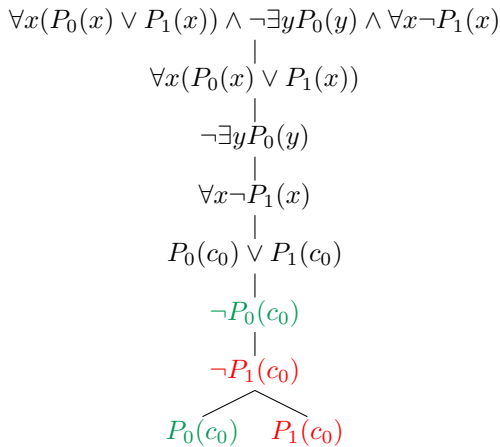 ∀x(P₀(x) ∨ P₁(x)) ∧ ¬∃yP₀(y) ∧ ∀x¬P₁(x)
∀x(P₀(x) ∨ P₁(x))
¬∃yP₀(y)
∀x¬P₁(x)
P₀(c₀) ∨ P₁(c₀)
¬P₀(c₀)
¬P₁(c₀)
P₀(c₀) P₁(c₀)